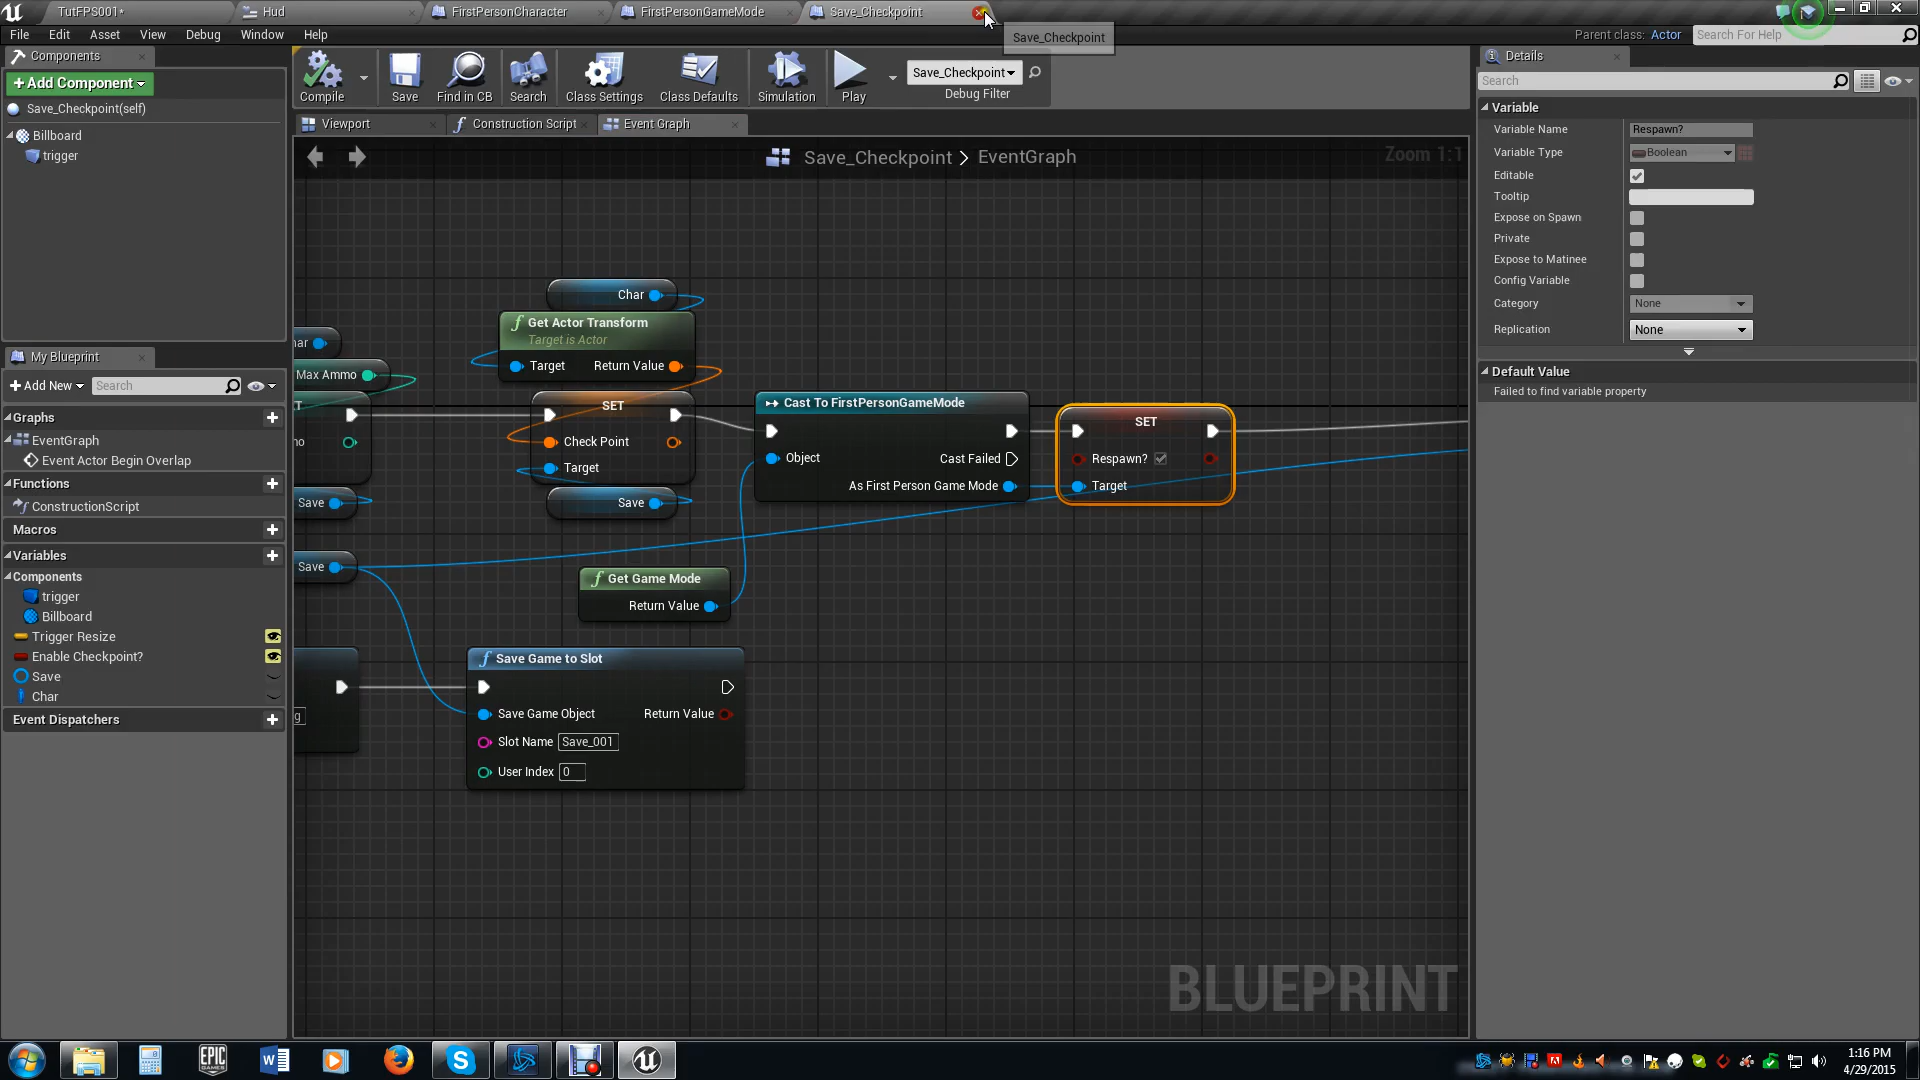 TutFPS001*
Hud
FirstPersonCharacter
FirstPersonGameMode
Save_Checkpoint
Save_Checkpoint
File Edit Asset View Debug Window Help
Parent class: Actor
Search For Help
Components
+Add Component
Save_Checkpoint(self)
Billboard
trigger
Compile
Save
Find in CB
Search
Class Settings
Class Defaults
Simulation
Play
Save_Checkpoint
Debug Filter
Viewport
Construction Script
Event Graph
Save_Checkpoint > EventGraph
Zoom 1:1
Char
Get Actor Transform
Target is Actor
Target
Return Value
ar
Max Ammo
T
no
SET
Check Point
Target
Save
Save
Save
Cast To FirstPersonGameMode
Object
Cast Failed
As First Person Game Mode
SET
Respawn?
Target
Get Game Mode
Return Value
g
Save Game to Slot
Save Game Object
Return Value
Slot Name Save_001
User Index 0
BLUEPRINT
My Blueprint
+Add New
Search
Graphs
EventGraph
Event Actor Begin Overlap
Functions
ConstructionScript
Macros
Variables
Components
trigger
Billboard
Trigger Resize
Enable Checkpoint?
Save
Char
Event Dispatchers
Details
Search
Variable
Variable Name Respawn?
Variable Type Boolean
Editable
Tooltip
Expose on Spawn
Private
Expose to Matinee
Config Variable
Category None
Replication None
Default Value
Failed to find variable property
EPIC
GAMES
1:16 PM
4/29/2015